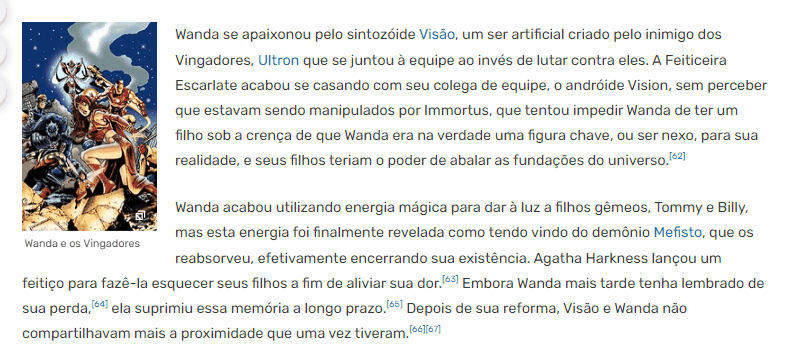 Wanda se apaixonou pelo sintozóide Visão, um ser artificial criado pelo inimigo dos
Vingadores, Ultron que se juntou à equipe ao invés de lutar contra eles. A Feiticeira
Escarlate acabou se casando com seu colega de equipe, o andróide Vision, sem perceber
que estavam sendo manipulados por Immortus, que tentou impedir Wanda de ter um
filho sob a crença de que Wanda era na verdade uma figura chave, ou ser nexo, para sua
realidade, e seus filhos teriam o poder de abalar as fundações do universo.[62]
Wanda e os Vingadores
Wanda acabou utilizando energia mágica para dar à luz a filhos gêmeos, Tommy e Billy,
mas esta energia foi finalmente revelada como tendo vindo do demônio Mefisto, que os
reabsorveu, efetivamente encerrando sua existência. Agatha Harkness lançou um
feitiço para fazê-la esquecer seus filhos a fim de aliviar sua dor.[63] Embora Wanda mais tarde tenha lembrado de
sua perda,[64] ela suprimiu essa memória a longo prazo.[65] Depois de sua reforma, Visão e Wanda não
compartilhavam mais a proximidade que uma vez tiveram.[66][67]